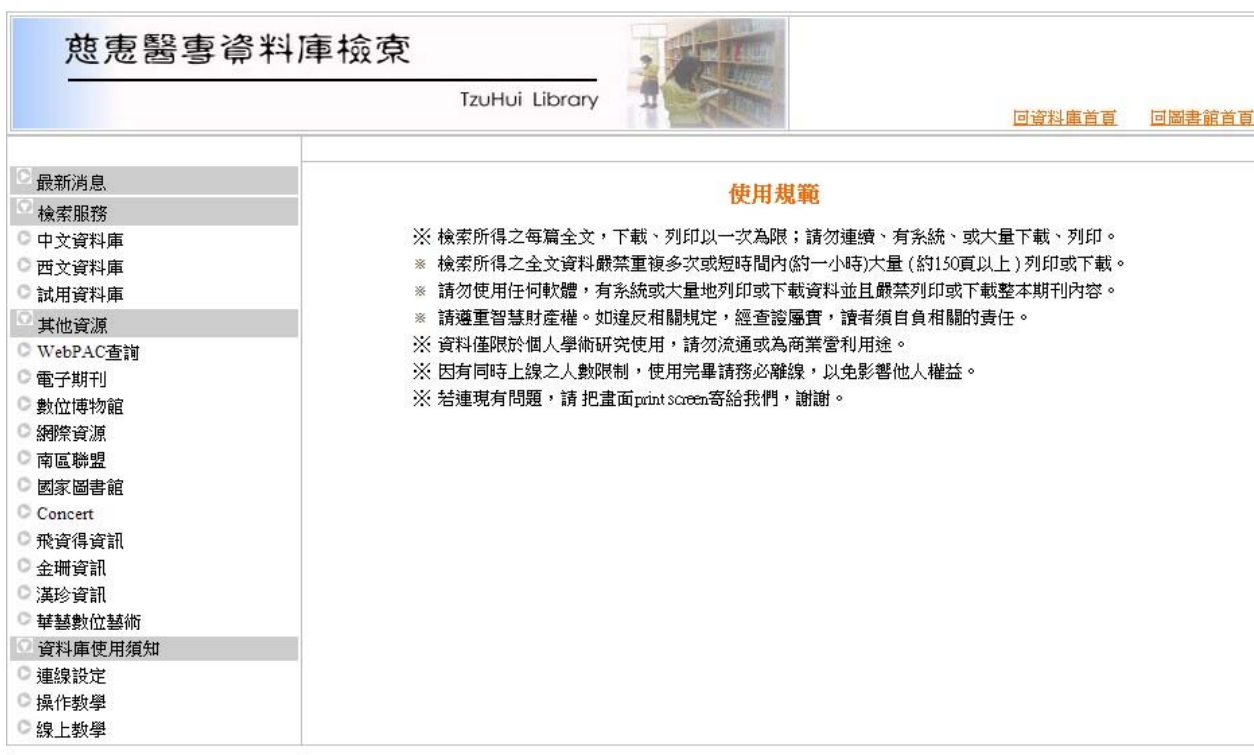 慈惠醫專資料庫檢索
TzuHui Library
回資料庫首頁 回圖書館首頁
最新消息
檢索服務
中文資料庫
西文資料庫
試用資料庫
其他資源
WebPAC查詢
電子期刊
數位博物館
網際資源
南區聯盟
國家圖書館
Concert
飛資得資訊
金珊資訊
漢珍資訊
華藝數位藝術
資料庫使用須知
連線設定
操作教學
線上教學
使用規範
※ 檢索所得之每篇全文，下載、列印以一次為限；請勿連續、有系統、或大量下載、列印。
※ 檢索所得之全文資料嚴禁重複多次或短時間內(約一小時)大量 ( 約150頁以上 ) 列印或下載。
※ 請勿使用任何軟體，有系統或大量地列印或下載資料並且嚴禁列印或下載整本期刊內容。
※ 請遵重智慧財產權。如違反相關規定，經查證屬實，讀者須自負相關的責任。
※ 資料僅限於個人學術研究使用，請勿流通或為商業營利用途。
※ 因有同時上線之人數限制，使用完畢請務必離線，以免影響他人權益。
※ 若連現有問題，請 把畫面print screen寄給我們，謝謝。